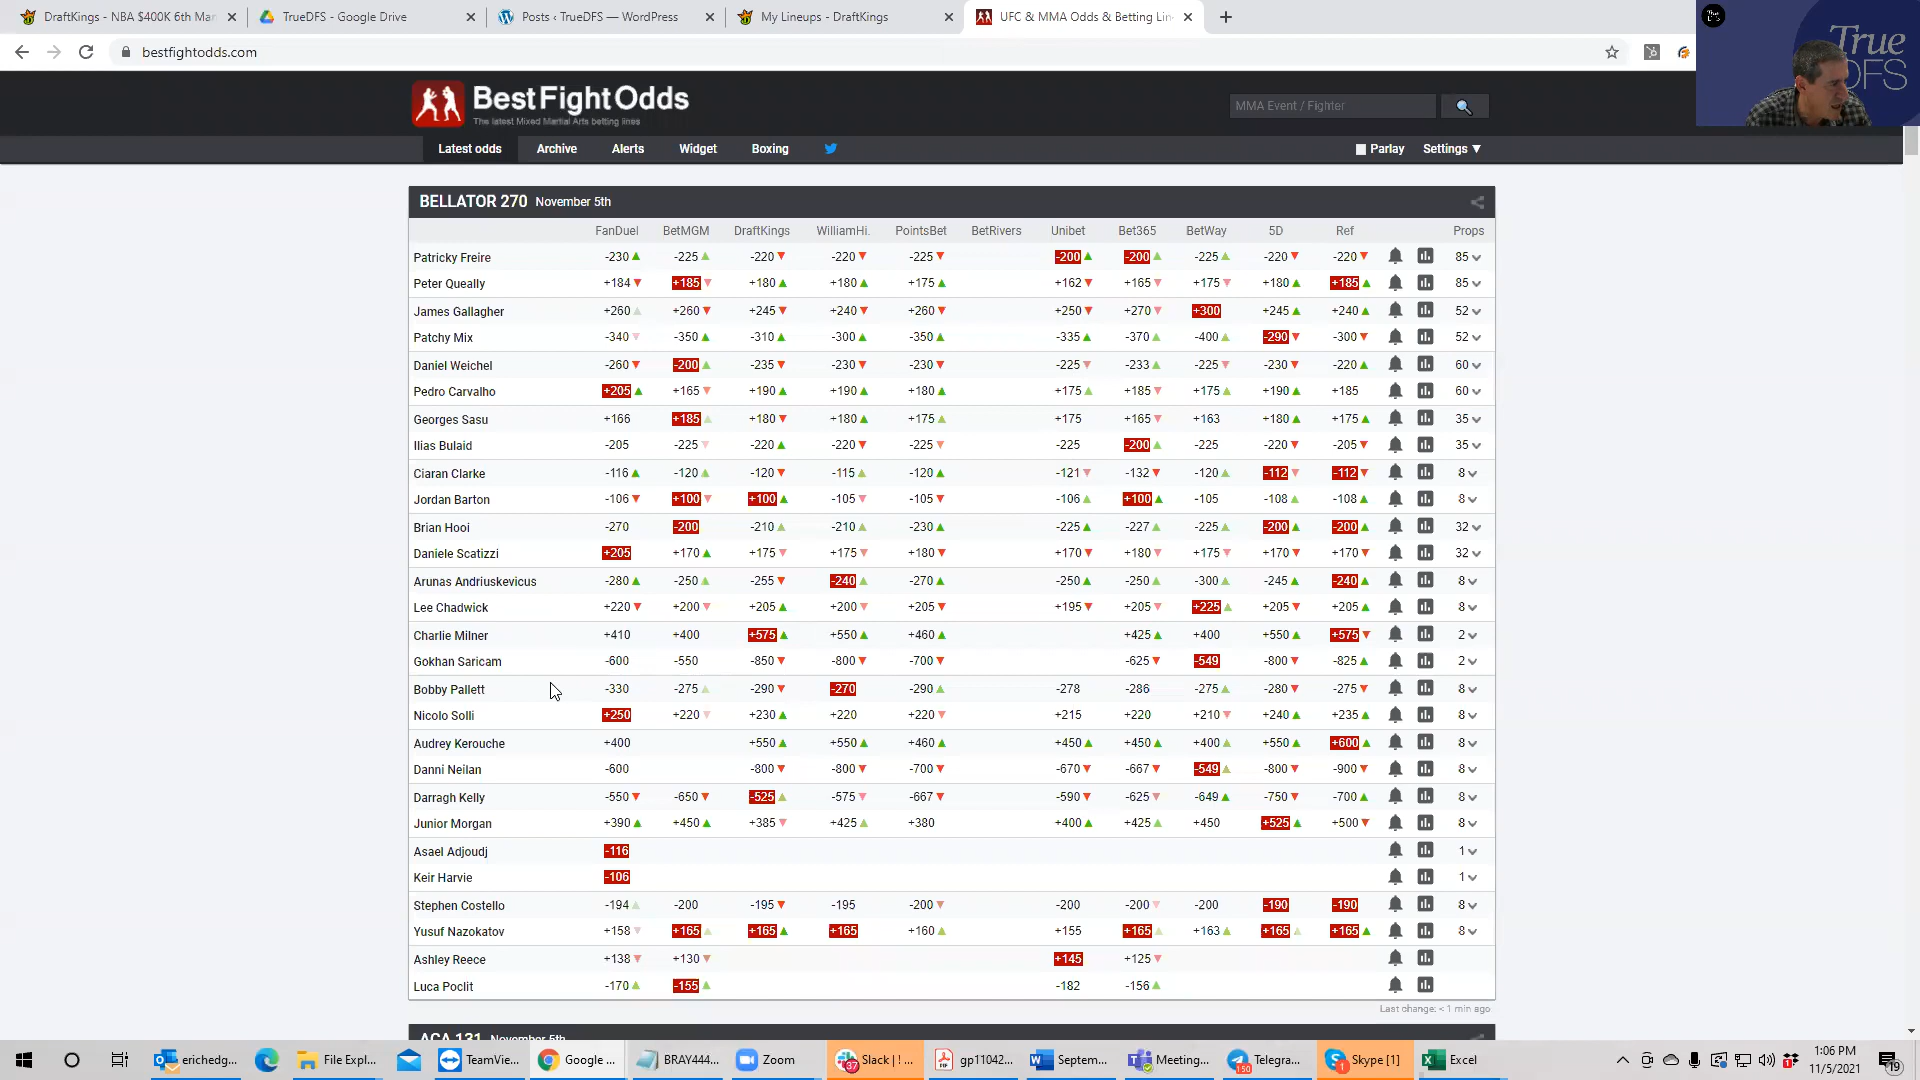 DraftKings - NBA $400K 6th Mar
TrueDFS - Google Drive
Posts ‹ TrueDFS — WordPress
My Lineups - DraftKings
UFC & MMA Odds & Betting Lin
bestfightodds.com
True
DFS
BestFightOdds
The latest Mixed Martial Arts betting lines
MMA Event / Fighter
Latest odds Archive Alerts Widget Boxing Parlay Settings ▼
BELLATOR 270 November 5th
FanDuel BetMGM DraftKings WilliamHi. PointsBet BetRivers Unibet Bet365 BetWay 5D Ref Props
Patricky Freire -230▲ -225▲ -220▼ -220▼ -225▼ -200▲ -200▲ -225▲ -220▼ -220▼ 85
Peter Queally +184▼ +185▼ +180▲ +180▲ +175▲ +162▼ +165▼ +175▼ +180▲ +185▲ 85
James Gallagher +260▲ +260▼ +245▼ +240▼ +260▼ +250▼ +270▼ +300 +245▲ +240▲ 52
Patchy Mix -340▼ -350▲ -310▲ -300▲ -350▲ -335▲ -370▲ -400▲ -290▼ -300▼ 52
Daniel Weichel -260▼ -200▲ -235▼ -230▼ -230▼ -225▼ -233▲ -225▼ -230▼ -220▲ 60
Pedro Carvalho +205▲ +165▼ +190▲ +190▲ +180▲ +175▲ +185▼ +175▲ +190▲ +185 60
Georges Sasu +166 +185▲ +180▼ +180▲ +175▲ +175 +165▼ +163 +180▲ +175▲ 35
Ilias Bulaid -205 -225▼ -220▲ -220▼ -225▼ -225 -200▲ -225 -220▼ -205▼ 35
Ciaran Clarke -116▲ -120▲ -120▼ -115▲ -120▲ -121▼ -132▼ -120▲ -112▼ -112▼ 8
Jordan Barton -106▼ +100▼ +100▲ -105▼ -105▼ -106▲ +100▲ -105 -108▲ -108▲ 8
Brian Hooi -270 -200 -210▲ -210▲ -230▲ -225▲ -227▲ -225▲ -200▲ -200▲ 32
Daniele Scatizzi +205 +170▲ +175▼ +175▼ +180▼ +170▼ +180▼ +175▼ +170▼ +170▼ 32
Arunas Andriuskevicus -280▲ -250▲ -255▼ -240▲ -270▲ -250▲ -250▲ -300▲ -245▲ -240▲ 8
Lee Chadwick +220▼ +200▼ +205▲ +200▼ +205▼ +195▼ +205▼ +225▲ +205▼ +205▲ 8
Charlie Milner +410 +400 +575▲ +550▲ +460▲ +425▲ +400 +550▲ +575▼ 2
Gokhan Saricam -600 -550 -850▼ -800▼ -700▼ -625▼ -549 -800▼ -825▲ 2
Bobby Pallett -330 -275▲ -290▼ -270 -290▲ -278 -286 -275▲ -280▼ -275▼ 8
Nicolo Solli +250 +220▼ +230▲ +220 +220▼ +215 +220 +210▼ +240▲ +235▲ 8
Audrey Kerouche +400 +550▲ +550▲ +460▲ +450▲ +450▲ +400▲ +550▲ +600▲ 8
Danni Neilan -600 -800▼ -800▼ -700▼ -670▼ -667▼ -549▲ -800▼ -900▼ 8
Darragh Kelly -550▼ -650▼ -525▲ -575▼ -667▼ -590▼ -625▼ -649▲ -750▼ -700▲ 8
Junior Morgan +390▲ +450▲ +385▼ +425▲ +380 +400▲ +425▲ +450 +525▲ +500▼ 8
Asael Adjoudj -116 1
Keir Harvie -106 1
Stephen Costello -194▲ -200 -195▼ -195 -200▼ -200 -200▼ -200 -190 -190 8
Yusuf Nazokatov +158▼ +165▲ +165▲ +165 +160▲ +155 +165▲ +163▲ +165▲ +165▲ 8
Ashley Reece +138▼ +130▼ +145 +125▼
Luca Poclit -170▲ -155▲ -182 -156▲
Last change: < 1 min ago
ACA 131 November 5th
erichedg... File Expl... TeamVie... Google ... BRAY444... Zoom Slack | ! ... gp11042... Septem... Meeting... Telegra... Skype [1] Excel
37
150
1
1:06 PM
11/5/2021
19